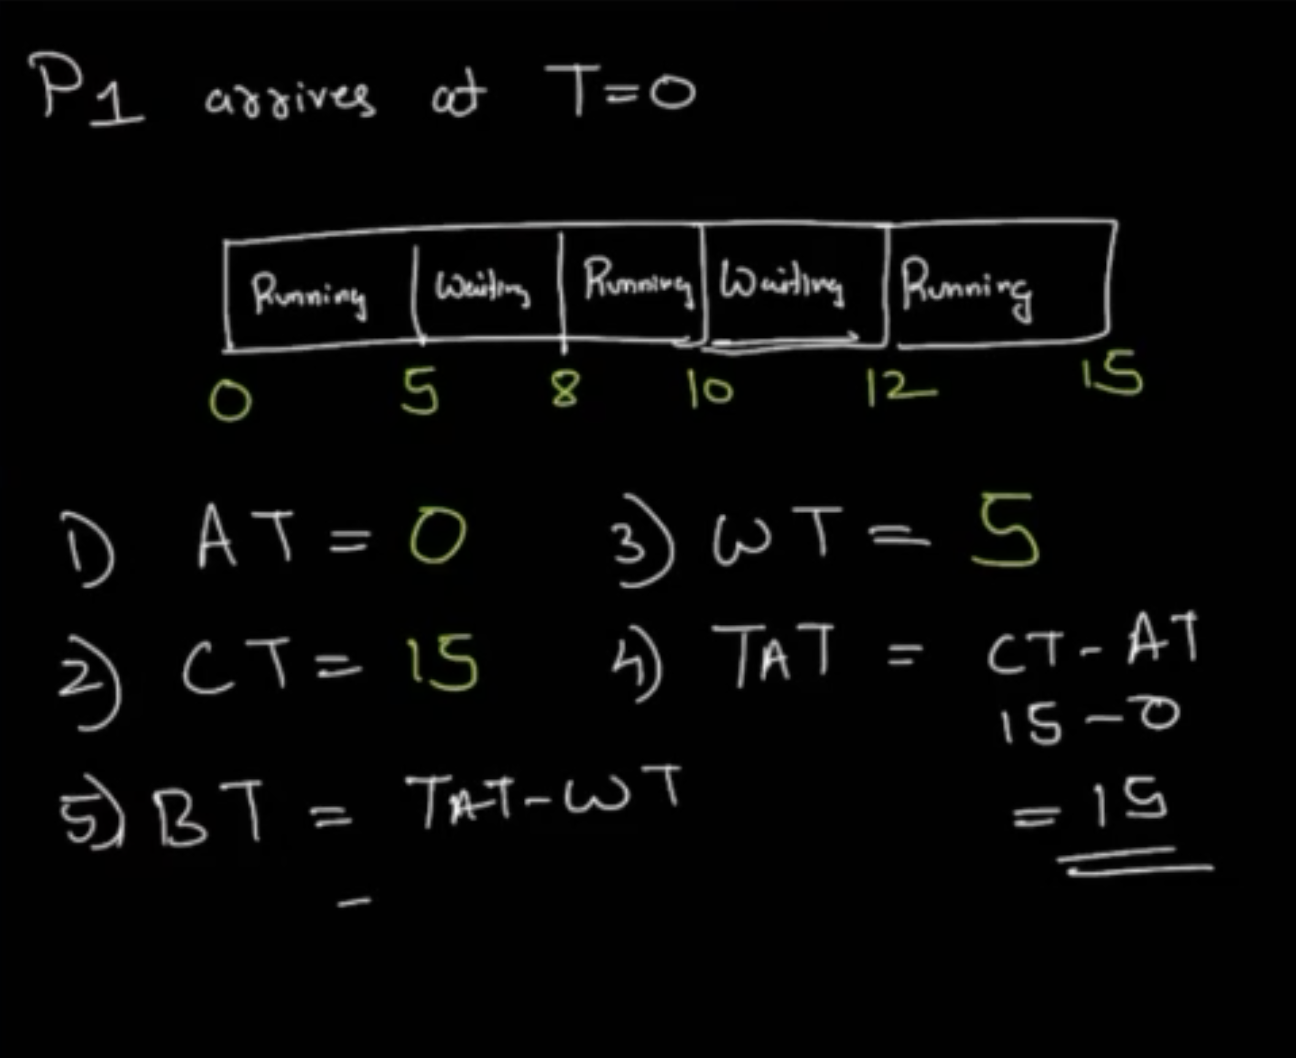 P1 arrives at T=0
Running Waiting Running Waiting Running
0 5 8 10 12 15
1) AT = 0
3) WT = 5
2) CT = 15
4) TAT = CT - AT
15 - 0
= 15
5) BT = TAT - WT